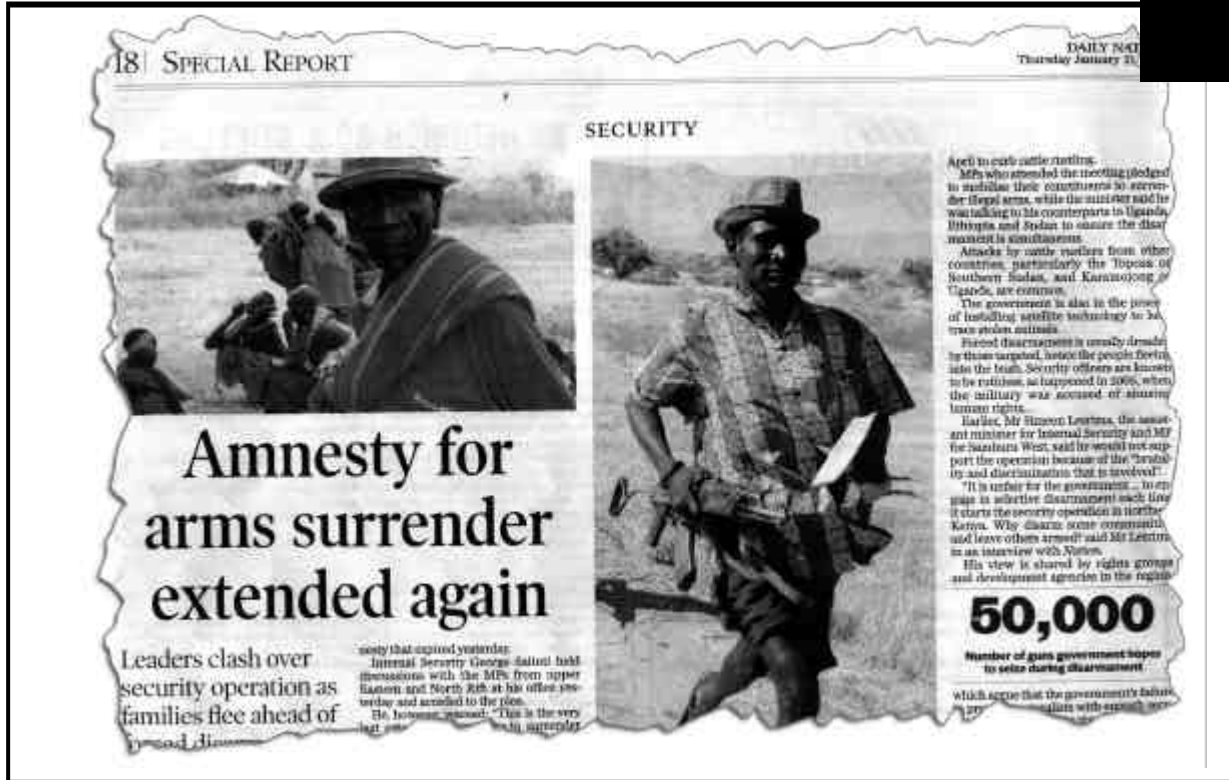 18 SPECIAL REPORT
DAILY NAT
Thursday January 21,
SECURITY
Amnesty for
arms surrender
extended again
Leaders clash over
security operation as
families flee ahead of
nesty that expired yesterday.
Internal Security George Saitoti held
discussions with the MPs from upper
Eastern and North Rift at his office yes-
terday and acceded to the plea.
He, however, warned: "This is the very
to surrender
April to curb cattle rustling.
MPs who attended the meeting pledged
to mobilise their constituents to surren-
der illegal arms, while the minister said he
was talking to his counterparts in Uganda,
Ethiopia and Sudan to ensure the disar
mament is simultaneous
Attacks by cattle rustlers from other
countries, particularly the Toposa of
Southern Sudan, and Karamojong of
Uganda, are common.
The government is also in the
of installing satellite technology to
trace stolen animals.
Forced disarmament is usually
by those targeted, hence the people
into the bush. Security officers are known
to be ruthless, as happened in 2006, when
the military was accused of abusing
human rights.
Earlier, Mr Simeon Lesrima, the assist-
ant minister for Internal Security and MP
for Samburu West, said he would not sup-
port the operation because of the "brutal-
ity and discrimination that is involved".
"It is unfair for the government ... to en
gage in selective disarmament each time
it starts the security operation in
Kenya. Why disarm some
and leave others armed? said Mr
in an interview with Nation.
His view is shared by rights groups
and development agencies in the region
50,000
Number of guns government hopes
to seize during disarmament
which argue that the government's